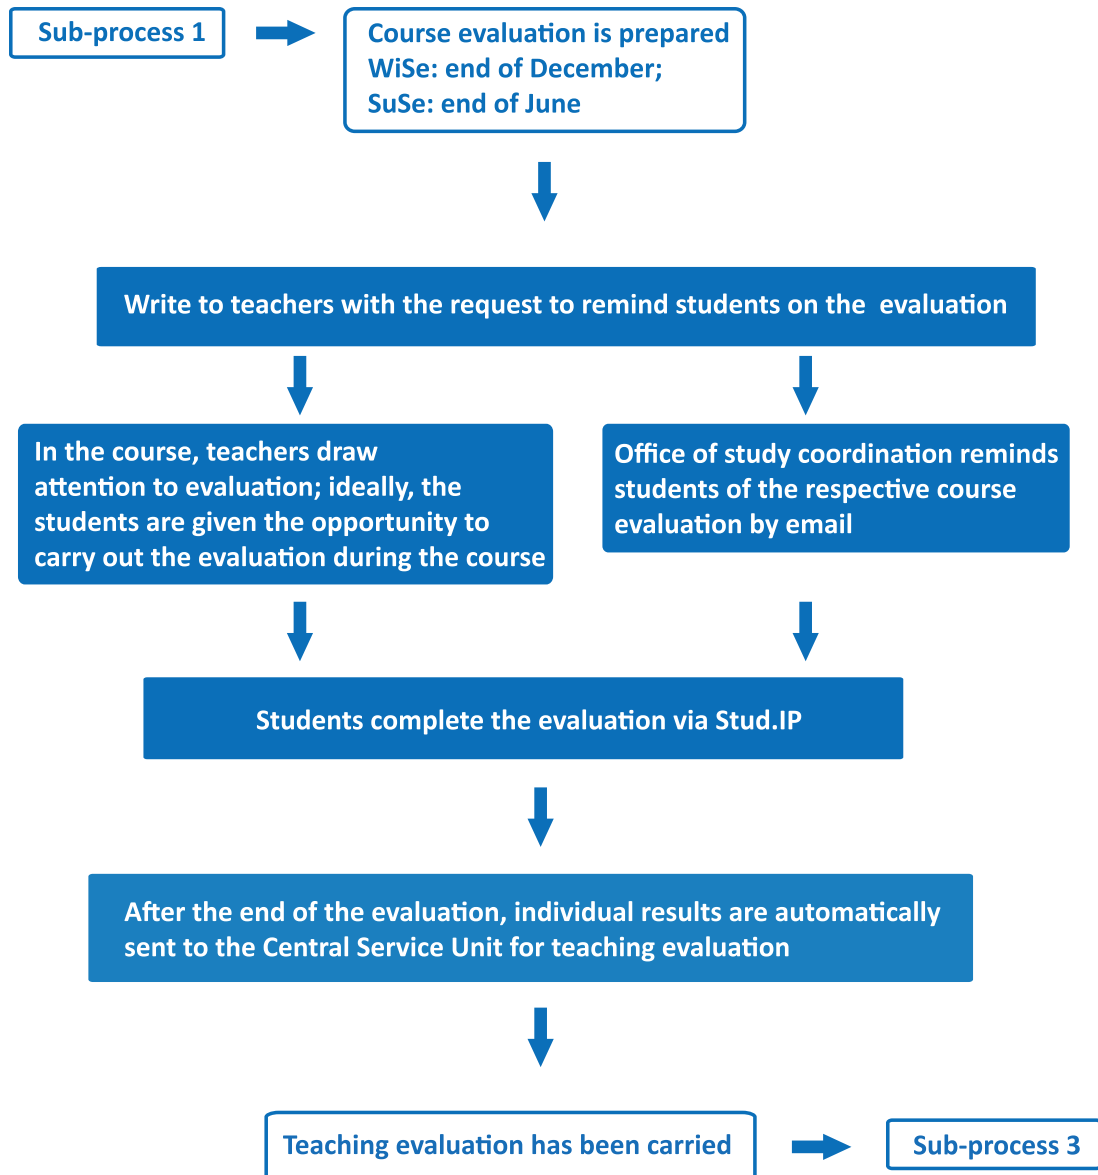 Sub-process 1
Course evaluation is prepared
WiSe: end of December;
SuSe: end of June
Write to teachers with the request to remind students on the evaluation
In the course, teachers draw
attention to evaluation; ideally, the
students are given the opportunity to
carry out the evaluation during the course
Office of study coordination reminds
students of the respective course
evaluation by email
Students complete the evaluation via Stud.IP
After the end of the evaluation, individual results are automatically
sent to the Central Service Unit for teaching evaluation
Teaching evaluation has been carried
Sub-process 3